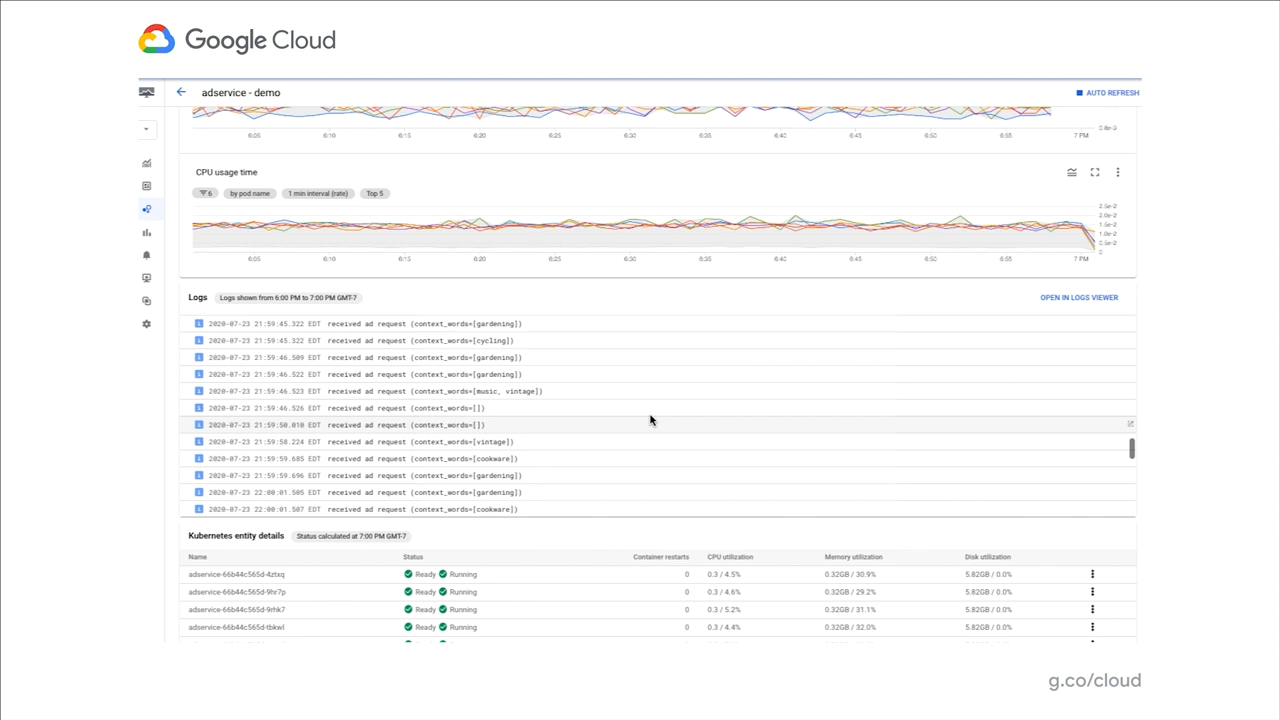 Google Cloud
adservice - demo
AUTO REFRESH
6:05 6:10 6:15 6:20 6:25 6:30 6:35 6:40 6:45 6:50 6:55 7 PM
CPU usage time
6 by pod name 1 min interval (rate) Top 5
2.5e-2
2.0e-2
1.5e-2
1.0e-2
0.5e-2
0
6:05 6:10 6:15 6:20 6:25 6:30 6:35 6:40 6:45 6:50 6:55 7 PM
Logs Logs shown from 6:00 PM to 7:00 PM GMT-7 OPEN IN LOGS VIEWER
i 2020-07-23 21:59:45.322 EDT received ad request (context_words=[gardening])
i 2020-07-23 21:59:45.322 EDT received ad request (context_words=[cycling])
i 2020-07-23 21:59:46.509 EDT received ad request (context_words=[gardening])
i 2020-07-23 21:59:46.522 EDT received ad request (context_words=[gardening])
i 2020-07-23 21:59:46.523 EDT received ad request (context_words=[music, vintage])
i 2020-07-23 21:59:46.526 EDT received ad request (context_words=[])
i 2020-07-23 21:59:50.010 EDT received ad request (context_words=[])
i 2020-07-23 21:59:58.224 EDT received ad request (context_words=[vintage])
i 2020-07-23 21:59:59.685 EDT received ad request (context_words=[cookware])
i 2020-07-23 21:59:59.696 EDT received ad request (context_words=[gardening])
i 2020-07-23 22:00:01.505 EDT received ad request (context_words=[gardening])
i 2020-07-23 22:00:01.507 EDT received ad request (context_words=[cookware])
Kubernetes entity details Status calculated at 7:00 PM GMT-7
Name Status Container restarts CPU utilization Memory utilization Disk utilization
adservice-66b44c565d-4ztxq Ready Running 0 0.3 / 4.5% 0.32GB / 30.9% 5.82GB / 0.0%
adservice-66b44c565d-9hr7p Ready Running 0 0.3 / 4.6% 0.32GB / 29.2% 5.82GB / 0.0%
adservice-66b44c565d-9rhk7 Ready Running 0 0.3 / 5.2% 0.32GB / 31.1% 5.82GB / 0.0%
adservice-66b44c565d-tbkwl Ready Running 0 0.3 / 4.4% 0.32GB / 32.0% 5.82GB / 0.0%
g.co/cloud